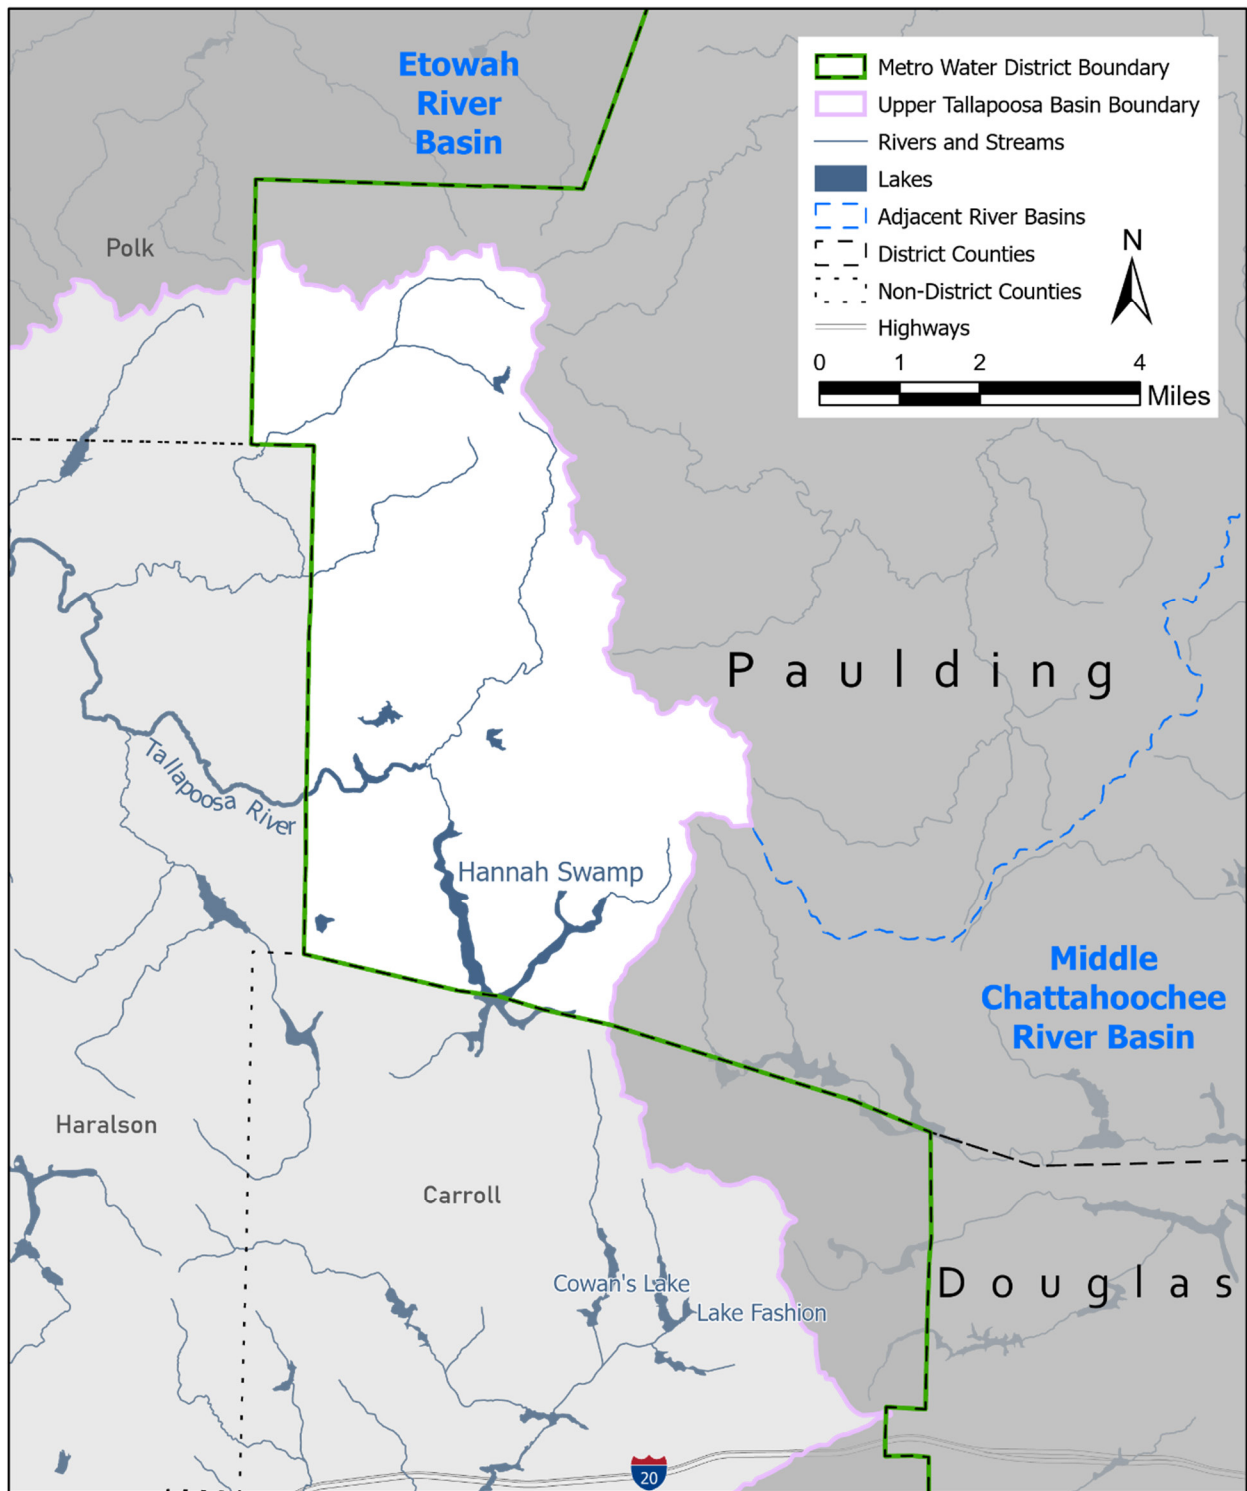 Etowah
River
Basin
Metro Water District Boundary
Upper Tallapoosa Basin Boundary
Rivers and Streams
Lakes
Adjacent River Basins
District Counties
Non-District Counties
Highways
N
0 1 2 4
Miles
Polk
Paulding
Tallapoosa River
Hannah Swamp
Middle
Chattahoochee
River Basin
Haralson
Carroll
Cowan's Lake
Lake Fashion
Douglas
20